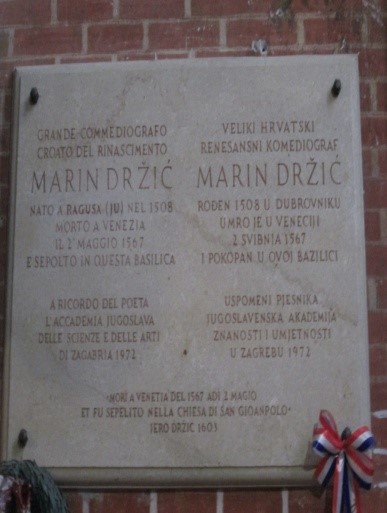 GRANDE COMMEDIOGRAFO
CROATO DEL RINASCIMENTO
MARIN DRŽIĆ
NATO A RAGUSA (JU) NEL 1508
MORTO A VENEZIA
IL 2 MAGGIO 1567
E SEPOLTO IN QUESTA BASILICA
A RICORDO DEL POETA
L'ACCADEMIA JUGOSLAVA
DELLE SCIENZE E DELLE ARTI
DI ZAGABRIA 1972
VELIKI HRVATSKI
RENESANSNI KOMEDIOGRAF
MARIN DRŽIĆ
ROĐEN 1508 U DUBROVNIKU
UMRO JE U VENECIJI
2 SVIBNJA 1567
I POKOPAN U OVOJ BAZILICI
USPOMENI PJESNIKA
JUGOSLAVENSKA AKADEMIJA
ZNANOSTI I UMJETNOSTI
U ZAGREBU 1972
"MORÌ A VENETIA DEL 1567 ADÌ 2 MAGIO
ET FU SEPELITO NELLA CHIESA DI SAN GIOANPOLO"
JERO DRŽIĆ 1603